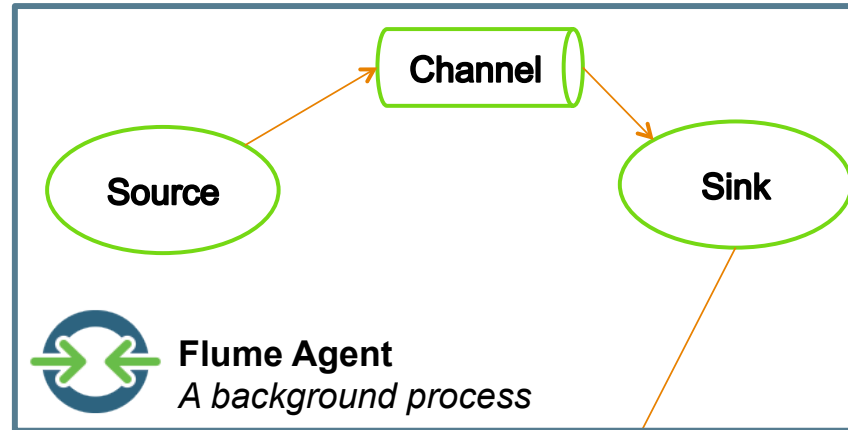 Channel
Source
Sink
Flume Agent
A background process